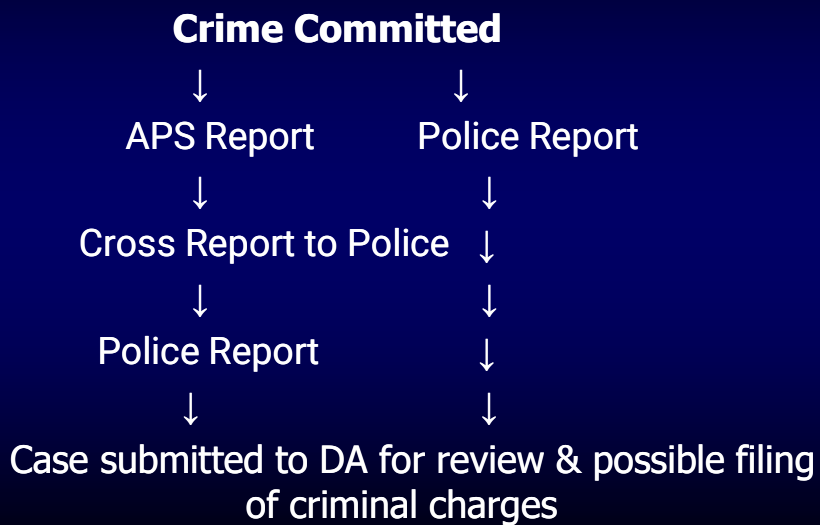 Crime Committed
↓ ↓
APS Report Police Report
↓ ↓
Cross Report to Police ↓
↓ ↓
Police Report ↓
↓ ↓
Case submitted to DA for review & possible filing
of criminal charges